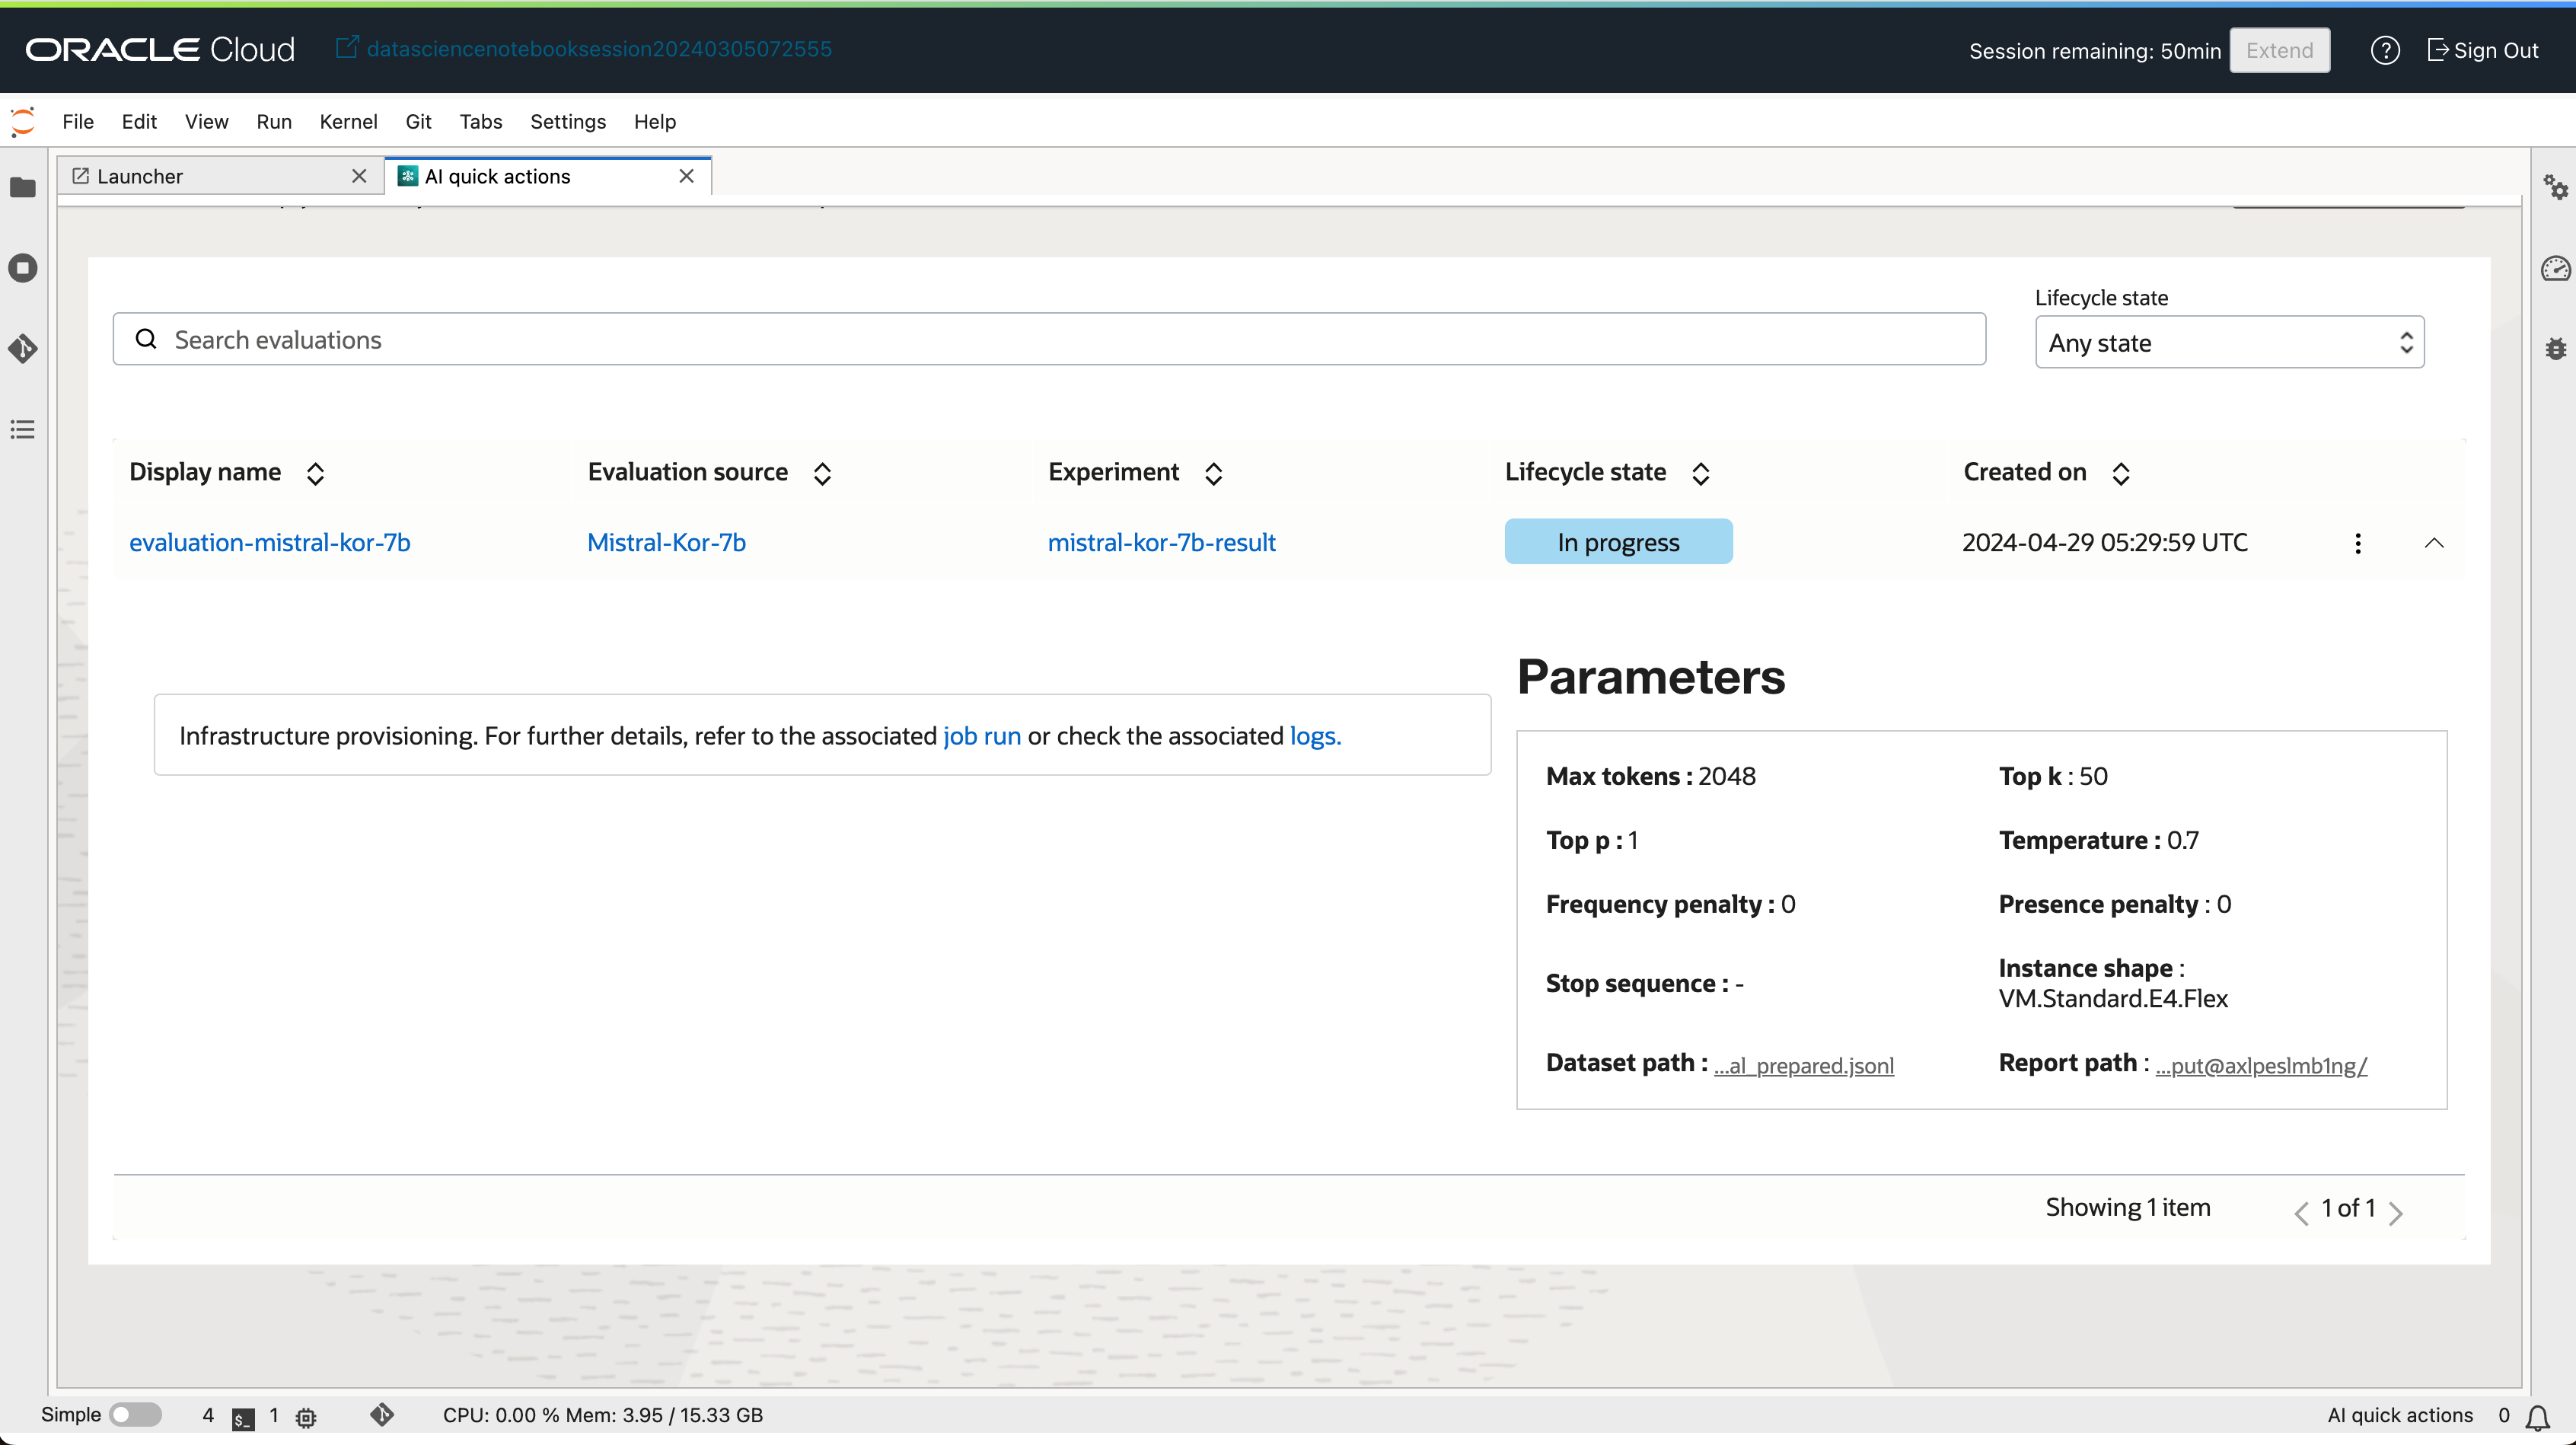 ORACLE Cloud datasciencenotebooksession20240305072555 Session remaining: 50min Extend ? Sign Out
File Edit View Run Kernel Git Tabs Settings Help
Launcher AI quick actions
Lifecycle state
Search evaluations Any state
Display name Evaluation source Experiment Lifecycle state Created on
evaluation-mistral-kor-7b Mistral-Kor-7b mistral-kor-7b-result In progress 2024-04-29 05:29:59 UTC
Parameters
Infrastructure provisioning. For further details, refer to the associated job run or check the associated logs.
Max tokens : 2048 Top k : 50
Top p : 1 Temperature : 0.7
Frequency penalty : 0 Presence penalty : 0
Stop sequence : - Instance shape :
VM.Standard.E4.Flex
Dataset path : ...al_prepared.jsonl Report path : ...put@axlpeslmb1ng/
Showing 1 item 1 of 1
Simple 4 $_ 1 CPU: 0.00 % Mem: 3.95 / 15.33 GB AI quick actions 0